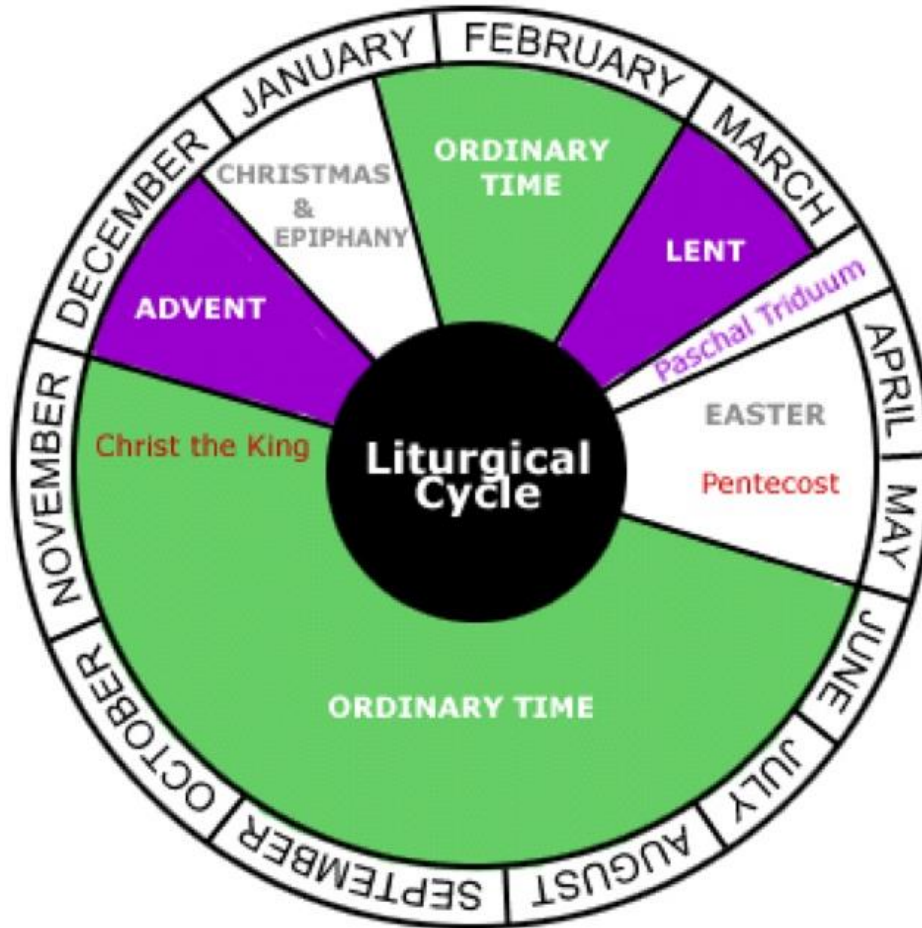 JANUARY
FEBRUARY
MARCH
APRIL
MAY
JUNE
JULY
AUGUST
SEPTEMBER
OCTOBER
NOVEMBER
DECEMBER
ORDINARY
TIME
LENT
Paschal Triduum
EASTER
Pentecost
ORDINARY TIME
Christ the King
ADVENT
CHRISTMAS
&
EPIPHANY
Liturgical
Cycle